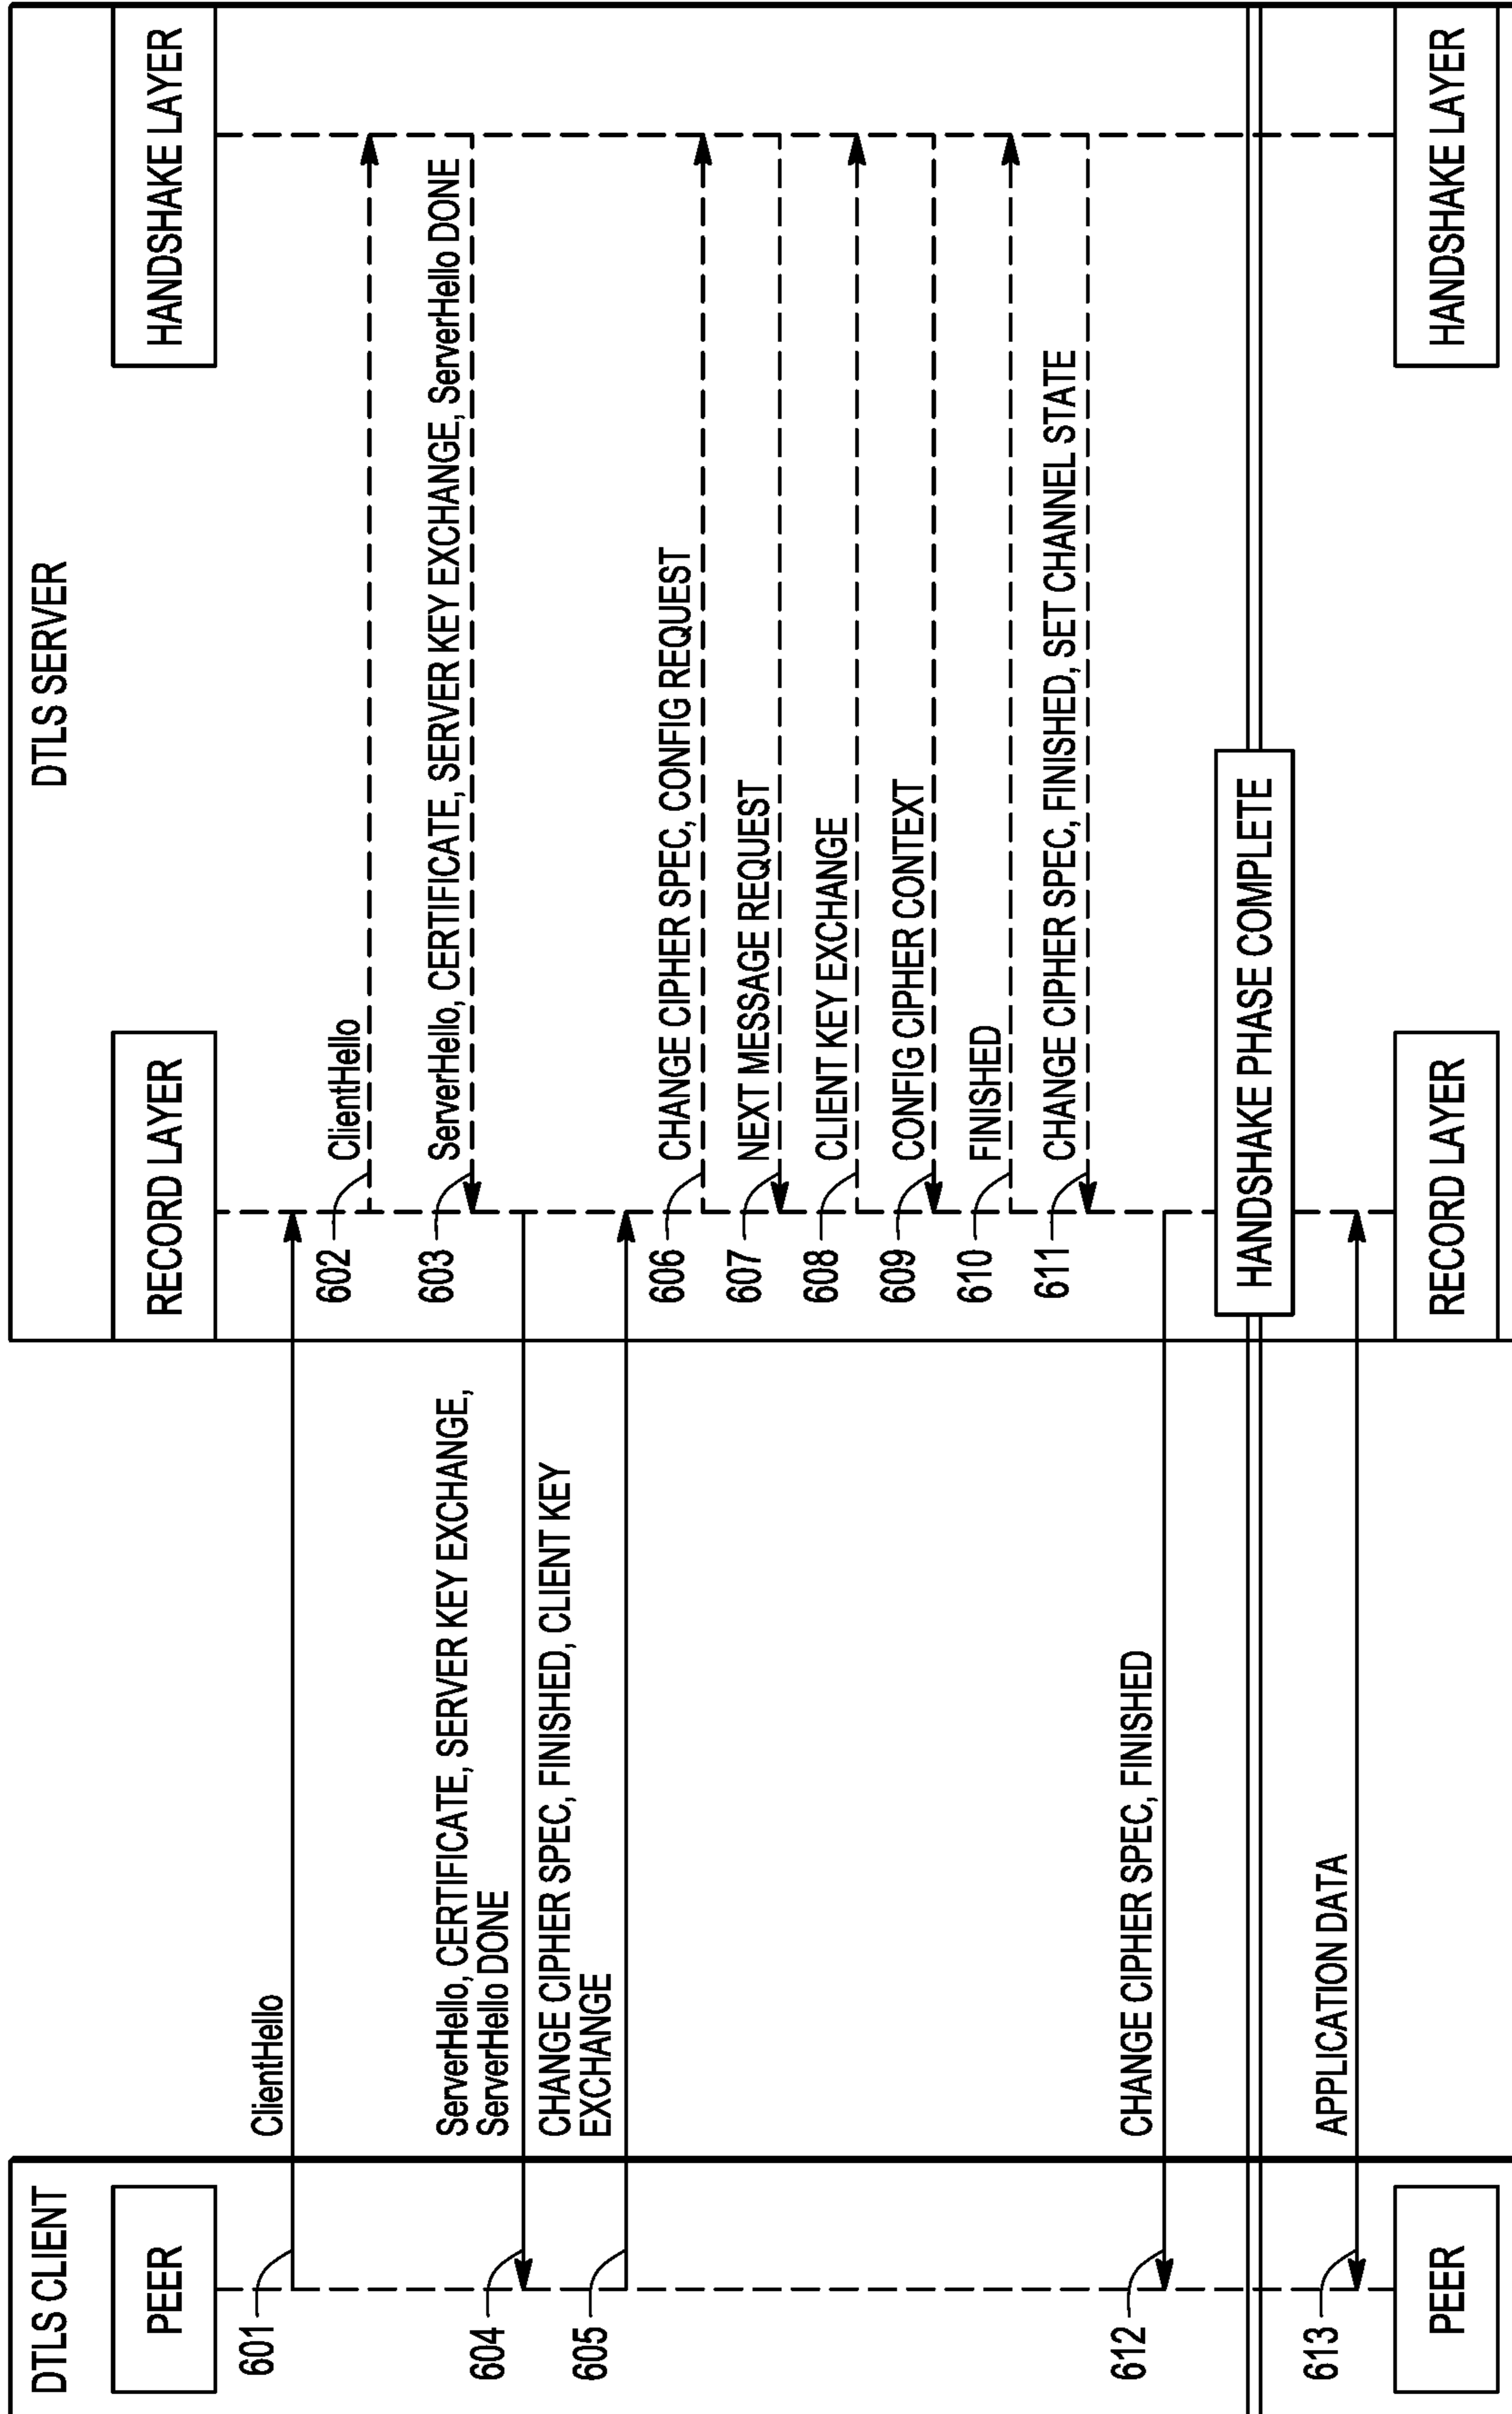 DTLS CLIENT
DTLS SERVER
PEER
RECORD LAYER
HANDSHAKE LAYER
601
ClientHello
602
ClientHello
603
ServerHello, CERTIFICATE, SERVER KEY EXCHANGE, ServerHello DONE
604
ServerHello, CERTIFICATE, SERVER KEY EXCHANGE,
ServerHello DONE
605
CHANGE CIPHER SPEC, FINISHED, CLIENT KEY
EXCHANGE
606
CHANGE CIPHER SPEC, CONFIG REQUEST
607
NEXT MESSAGE REQUEST
608
CLIENT KEY EXCHANGE
609
CONFIG CIPHER CONTEXT
610
FINISHED
611
CHANGE CIPHER SPEC, FINISHED, SET CHANNEL STATE
612
CHANGE CIPHER SPEC, FINISHED
HANDSHAKE PHASE COMPLETE
613
APPLICATION DATA
PEER
RECORD LAYER
HANDSHAKE LAYER